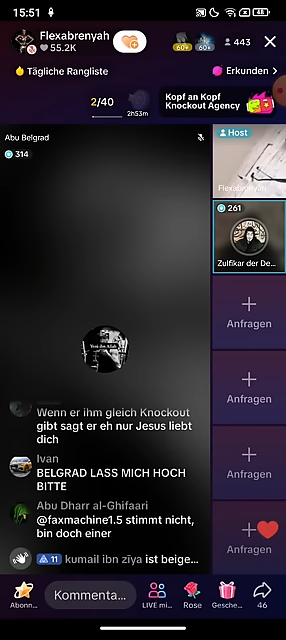 15:51
48
Flexabrenyah
55.2K
60+
60+
443
Tägliche Rangliste
Erkunden
2/40
2h53m
Kopf an Kopf
Knockout Agency
Abu Belgrad
314
Host
Flexabrenyah
261
Zulfikar der De...
Anfragen
Anfragen
Anfragen
Anfragen
Wenn er ihm gleich Knockout
gibt sagt er eh nur Jesus liebt
dich
Ivan
BELGRAD LASS MICH HOCH
BITTE
Abu Dharr al-Ghifaari
@faxmachine1.5 stimmt nicht,
bin doch einer
11 kumail ibn zīya ist beige...
Abonn...
Kommenta...
LIVE mi...
Rose
Gesche...
46